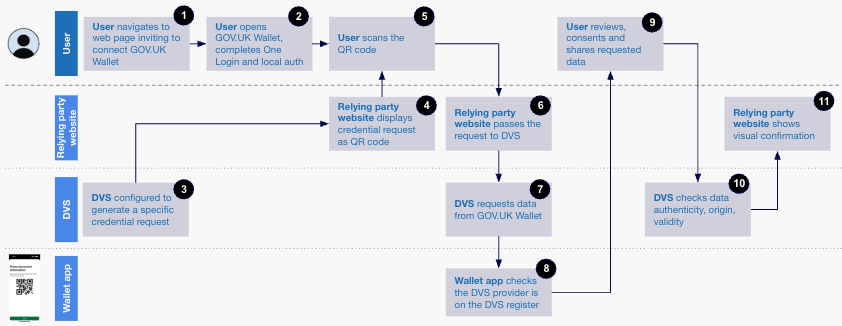 User
1
User navigates to
web page inviting to
connect GOV.UK
Wallet
2
User opens
GOV.UK Wallet,
completes One
Login and local auth
5
User scans the
QR code
9
User reviews,
consents and
shares requested
data
Relying party
website
4
Relying party
website displays
credential request
as QR code
6
Relying party
website passes the
request to DVS
11
Relying party
website shows
visual confirmation
DVS
3
DVS configured to
generate a specific
credential request
7
DVS requests data
from GOV.UK Wallet
10
DVS checks data
authenticity, origin,
validity
Wallet app
8
Wallet app checks
the DVS provider is
on the DVS register